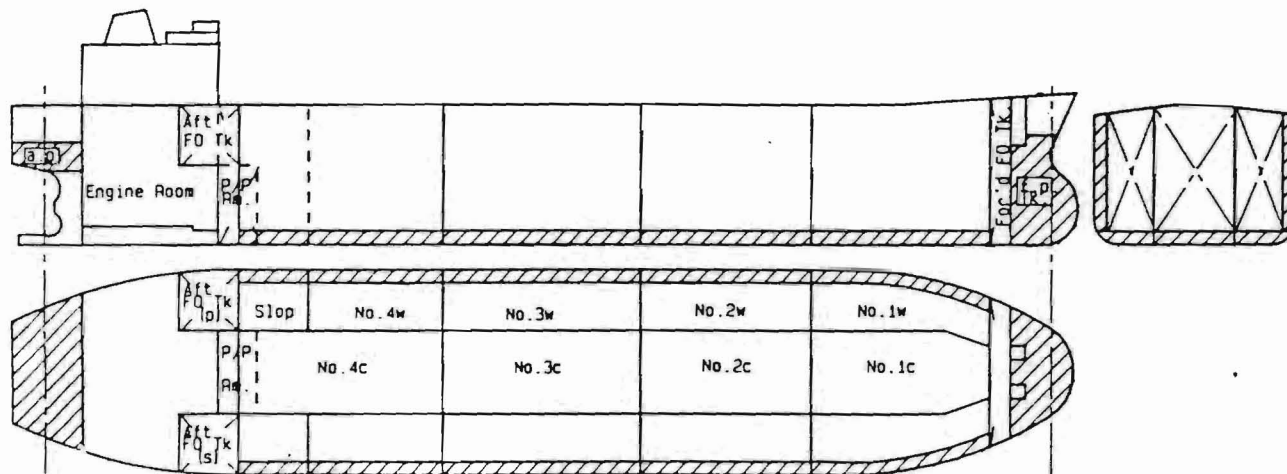 Aft
FO Tk
a p
Engine Room
P/P
Rm.
For'd FO Tk.
Aft
FO Tk
(p)
Slop
No.4w
No.3w
No.2w
No.1w
P/P
Rm.
No.4c
No.3c
No.2c
No.1c
Aft
FO Tk
(s)